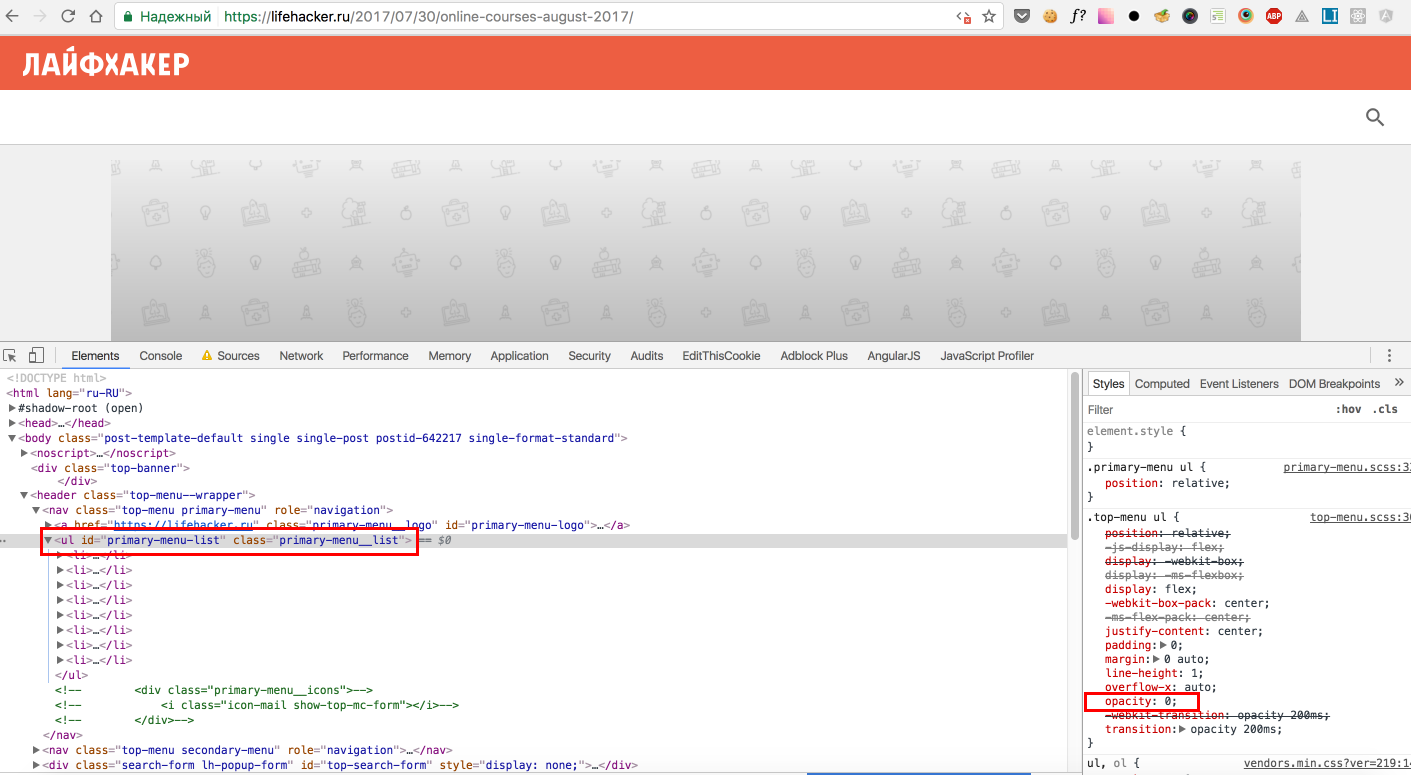 Надежный https://lifehacker.ru/2017/07/30/online-courses-august-2017/ f? ABP LI
ЛАЙФХАКЕР
Elements Console Sources Network Performance Memory Application Security Audits EditThisCookie Adblock Plus AngularJS JavaScript Profiler
<!DOCTYPE html>
<html lang="ru-RU">
▶#shadow-root (open)
▶<head>…</head>
▼<body class="post-template-default single single-post postid-642217 single-format-standard">
▶<noscript>…</noscript>
<div class="top-banner">
</div>
▼<header class="top-menu--wrapper">
▼<nav class="top-menu primary-menu" role="navigation">
▶<a href="https://lifehacker.ru" class="primary-menu__logo" id="primary-menu-logo">…</a>
▼<ul id="primary-menu-list" class="primary-menu__list"> == $0
▶<li>…</li>
▶<li>…</li>
▶<li>…</li>
▶<li>…</li>
▶<li>…</li>
▶<li>…</li>
▶<li>…</li>
▶<li>…</li>
</ul>
<!-- <div class="primary-menu__icons">-->
<!-- <i class="icon-mail show-top-mc-form"></i>-->
<!-- </div>-->
</nav>
▶<nav class="top-menu secondary-menu" role="navigation">…</nav>
▶<div class="search-form lh-popup-form" id="top-search-form" style="display: none;">…</div>
Styles Computed Event Listeners DOM Breakpoints »
Filter :hov .cls
element.style {
}
.primary-menu ul { primary-menu.scss:3
position: relative;
}
.top-menu ul { top-menu.scss:30
position: relative;
-js-display: flex;
display: -webkit-box;
display: -ms-flexbox;
display: flex;
-webkit-box-pack: center;
-ms-flex-pack: center;
justify-content: center;
padding:▶0;
margin:▶0 auto;
line-height: 1;
overflow-x: auto;
opacity: 0;
-webkit-transition: opacity 200ms;
transition:▶opacity 200ms;
}
ul, ol { vendors.min.css?ver=219:1